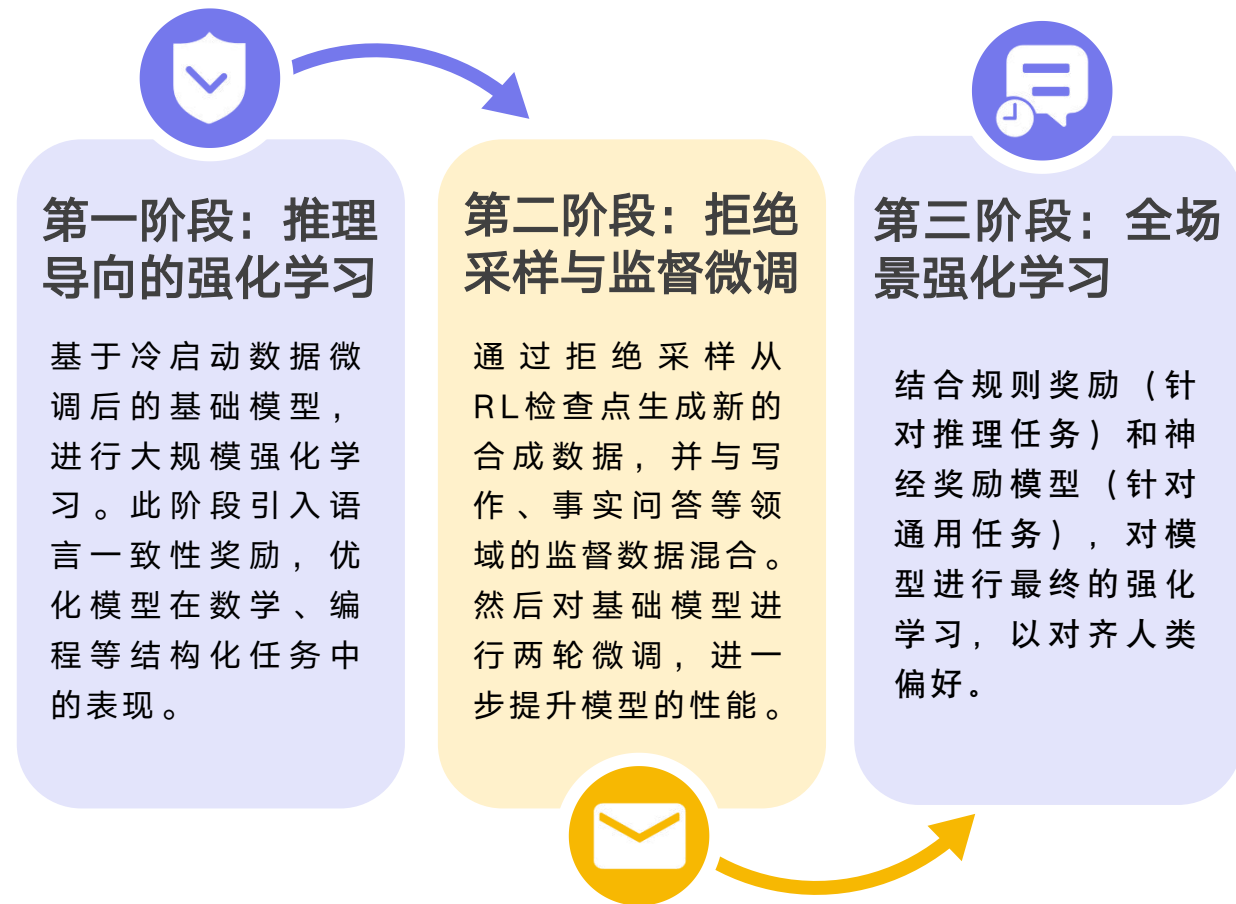 第一阶段：推理
导向的强化学习
基于冷启动数据微
调后的基础模型，
进行大规模强化学
习。此阶段引入语
言一致性奖励，优
化模型在数学、编
程等结构化任务中
的表现。
第二阶段：拒绝
采样与监督微调
通过拒绝采样从
RL检查点生成新的
合成数据，并与写
作、事实问答等领
域的监督数据混合。
然后对基础模型进
行两轮微调，进一
步提升模型的性能。
第三阶段：全场
景强化学习
结合规则奖励（针
对推理任务）和神
经奖励模型（针对
通用任务），对模
型进行最终的强化
学习，以对齐人类
偏好。